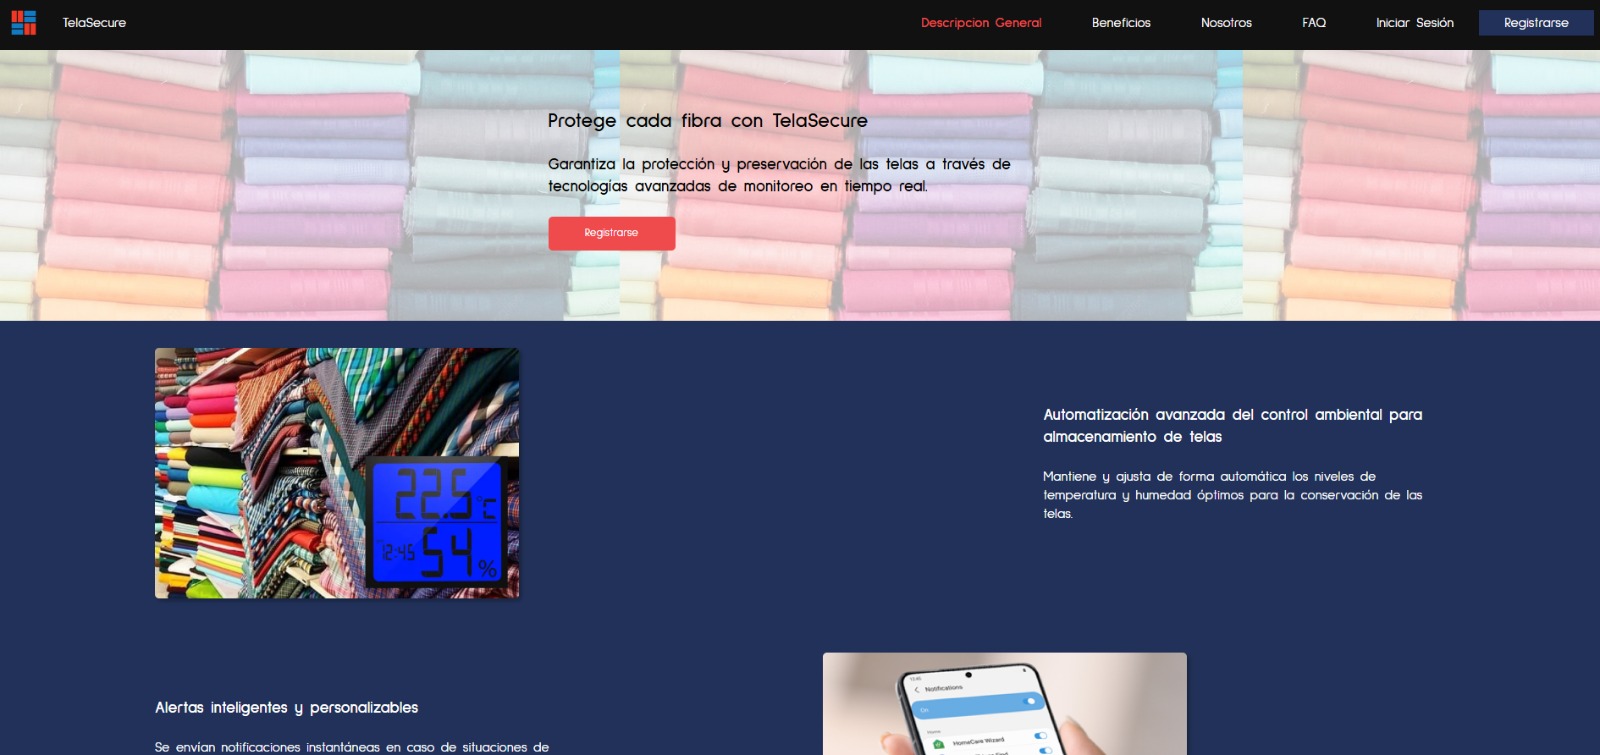 TelaSecure
Descripcion General
Beneficios
Nosotros
FAQ
Iniciar Sesión
Registrarse
Protege cada fibra con TelaSecure
Garantiza la protección y preservación de las telas a través de
tecnologías avanzadas de monitoreo en tiempo real.
Registrarse
22.5°C
12:45 54%
Automatización avanzada del control ambiental para
almacenamiento de telas
Mantiene y ajusta de forma automática los niveles de
temperatura y humedad óptimos para la conservación de las
telas.
Alertas inteligentes y personalizables
Se envían notificaciones instantáneas en caso de situaciones de
Notifications
On
HomeCare Wizard